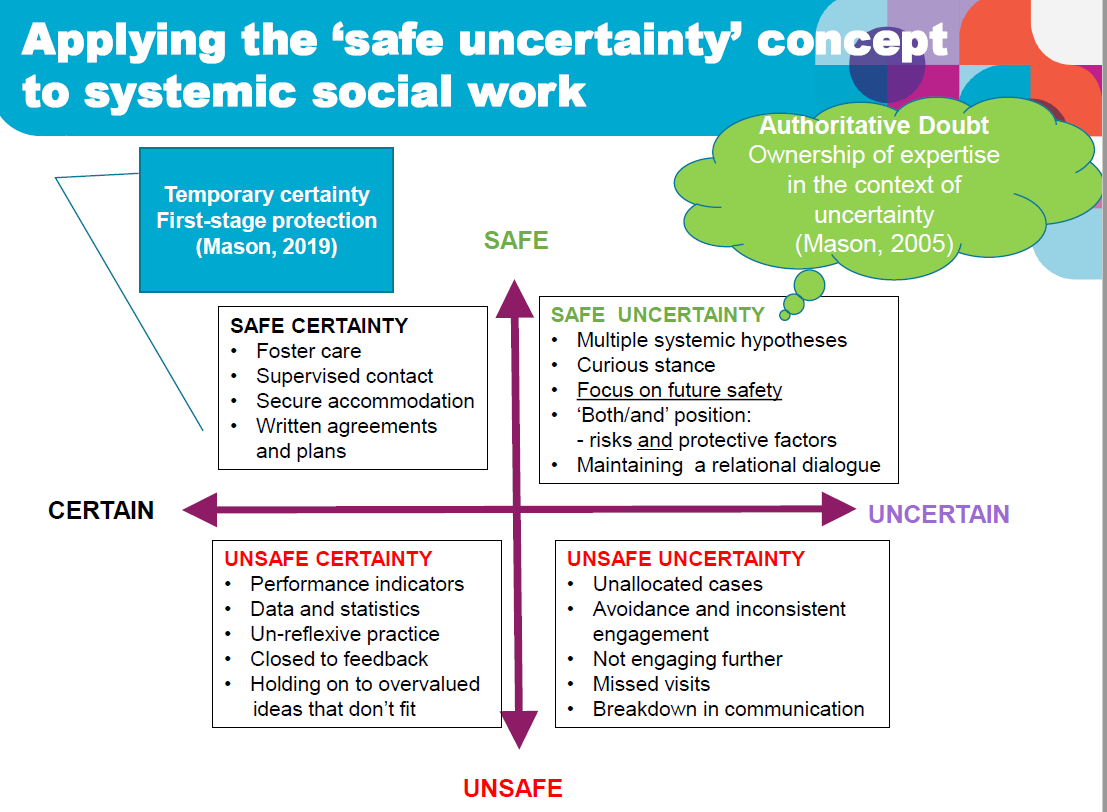 Applying the ‘safe uncertainty’ concept
to systemic social work
Authoritative Doubt
Ownership of expertise
in the context of
uncertainty
(Mason, 2005)
Temporary certainty
First-stage protection
(Mason, 2019)
SAFE
SAFE CERTAINTY
• Foster care
• Supervised contact
• Secure accommodation
• Written agreements
and plans
SAFE UNCERTAINTY
• Multiple systemic hypotheses
• Curious stance
• Focus on future safety
• ‘Both/and’ position:
- risks and protective factors
• Maintaining a relational dialogue
CERTAIN
UNCERTAIN
UNSAFE CERTAINTY
• Performance indicators
• Data and statistics
• Un-reflexive practice
• Closed to feedback
• Holding on to overvalued
ideas that don’t fit
UNSAFE UNCERTAINTY
• Unallocated cases
• Avoidance and inconsistent
engagement
• Not engaging further
• Missed visits
• Breakdown in communication
UNSAFE